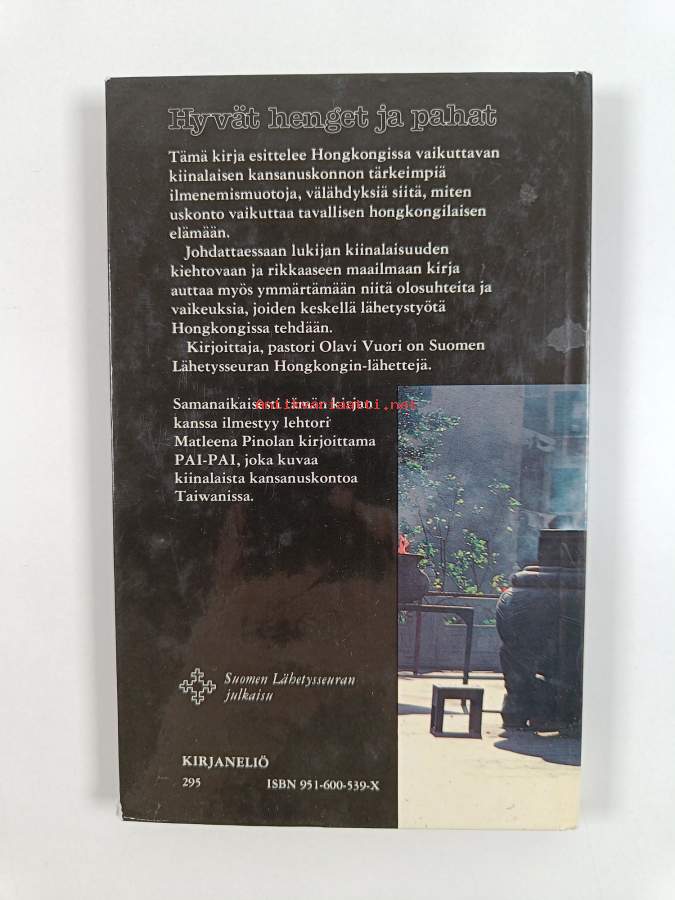 Hyvät henget ja pahat
Tämä kirja esittelee Hongkongissa vaikuttavan
kiinalaisen kansanuskonnon tärkeimpiä
ilmenemismuotoja, välähdyksiä siitä, miten
uskonto vaikuttaa tavallisen hongkongilaisen
elämään.
Johdattaessaan lukijan kiinalaisuuden
kiehtovaan ja rikkaaseen maailmaan kirja
auttaa myös ymmärtämään niitä olosuhteita ja
vaikeuksia, joiden keskellä lähetystyötä
Hongkongissa tehdään.
Kirjoittaja, pastori Olavi Vuori on Suomen
Lähetysseuran Hongkongin-lähettejä.
Samanaikaisesti tämän kirjan
Antikvariaatti.net
kanssa ilmestyy lehtori
Matleena Pinolan kirjoittama
PAI-PAI, joka kuvaa
kiinalaista kansanuskontoa
Taiwanissa.
Suomen Lähetysseuran
julkaisu
KIRJANELIÖ
295 ISBN 951-600-539-X